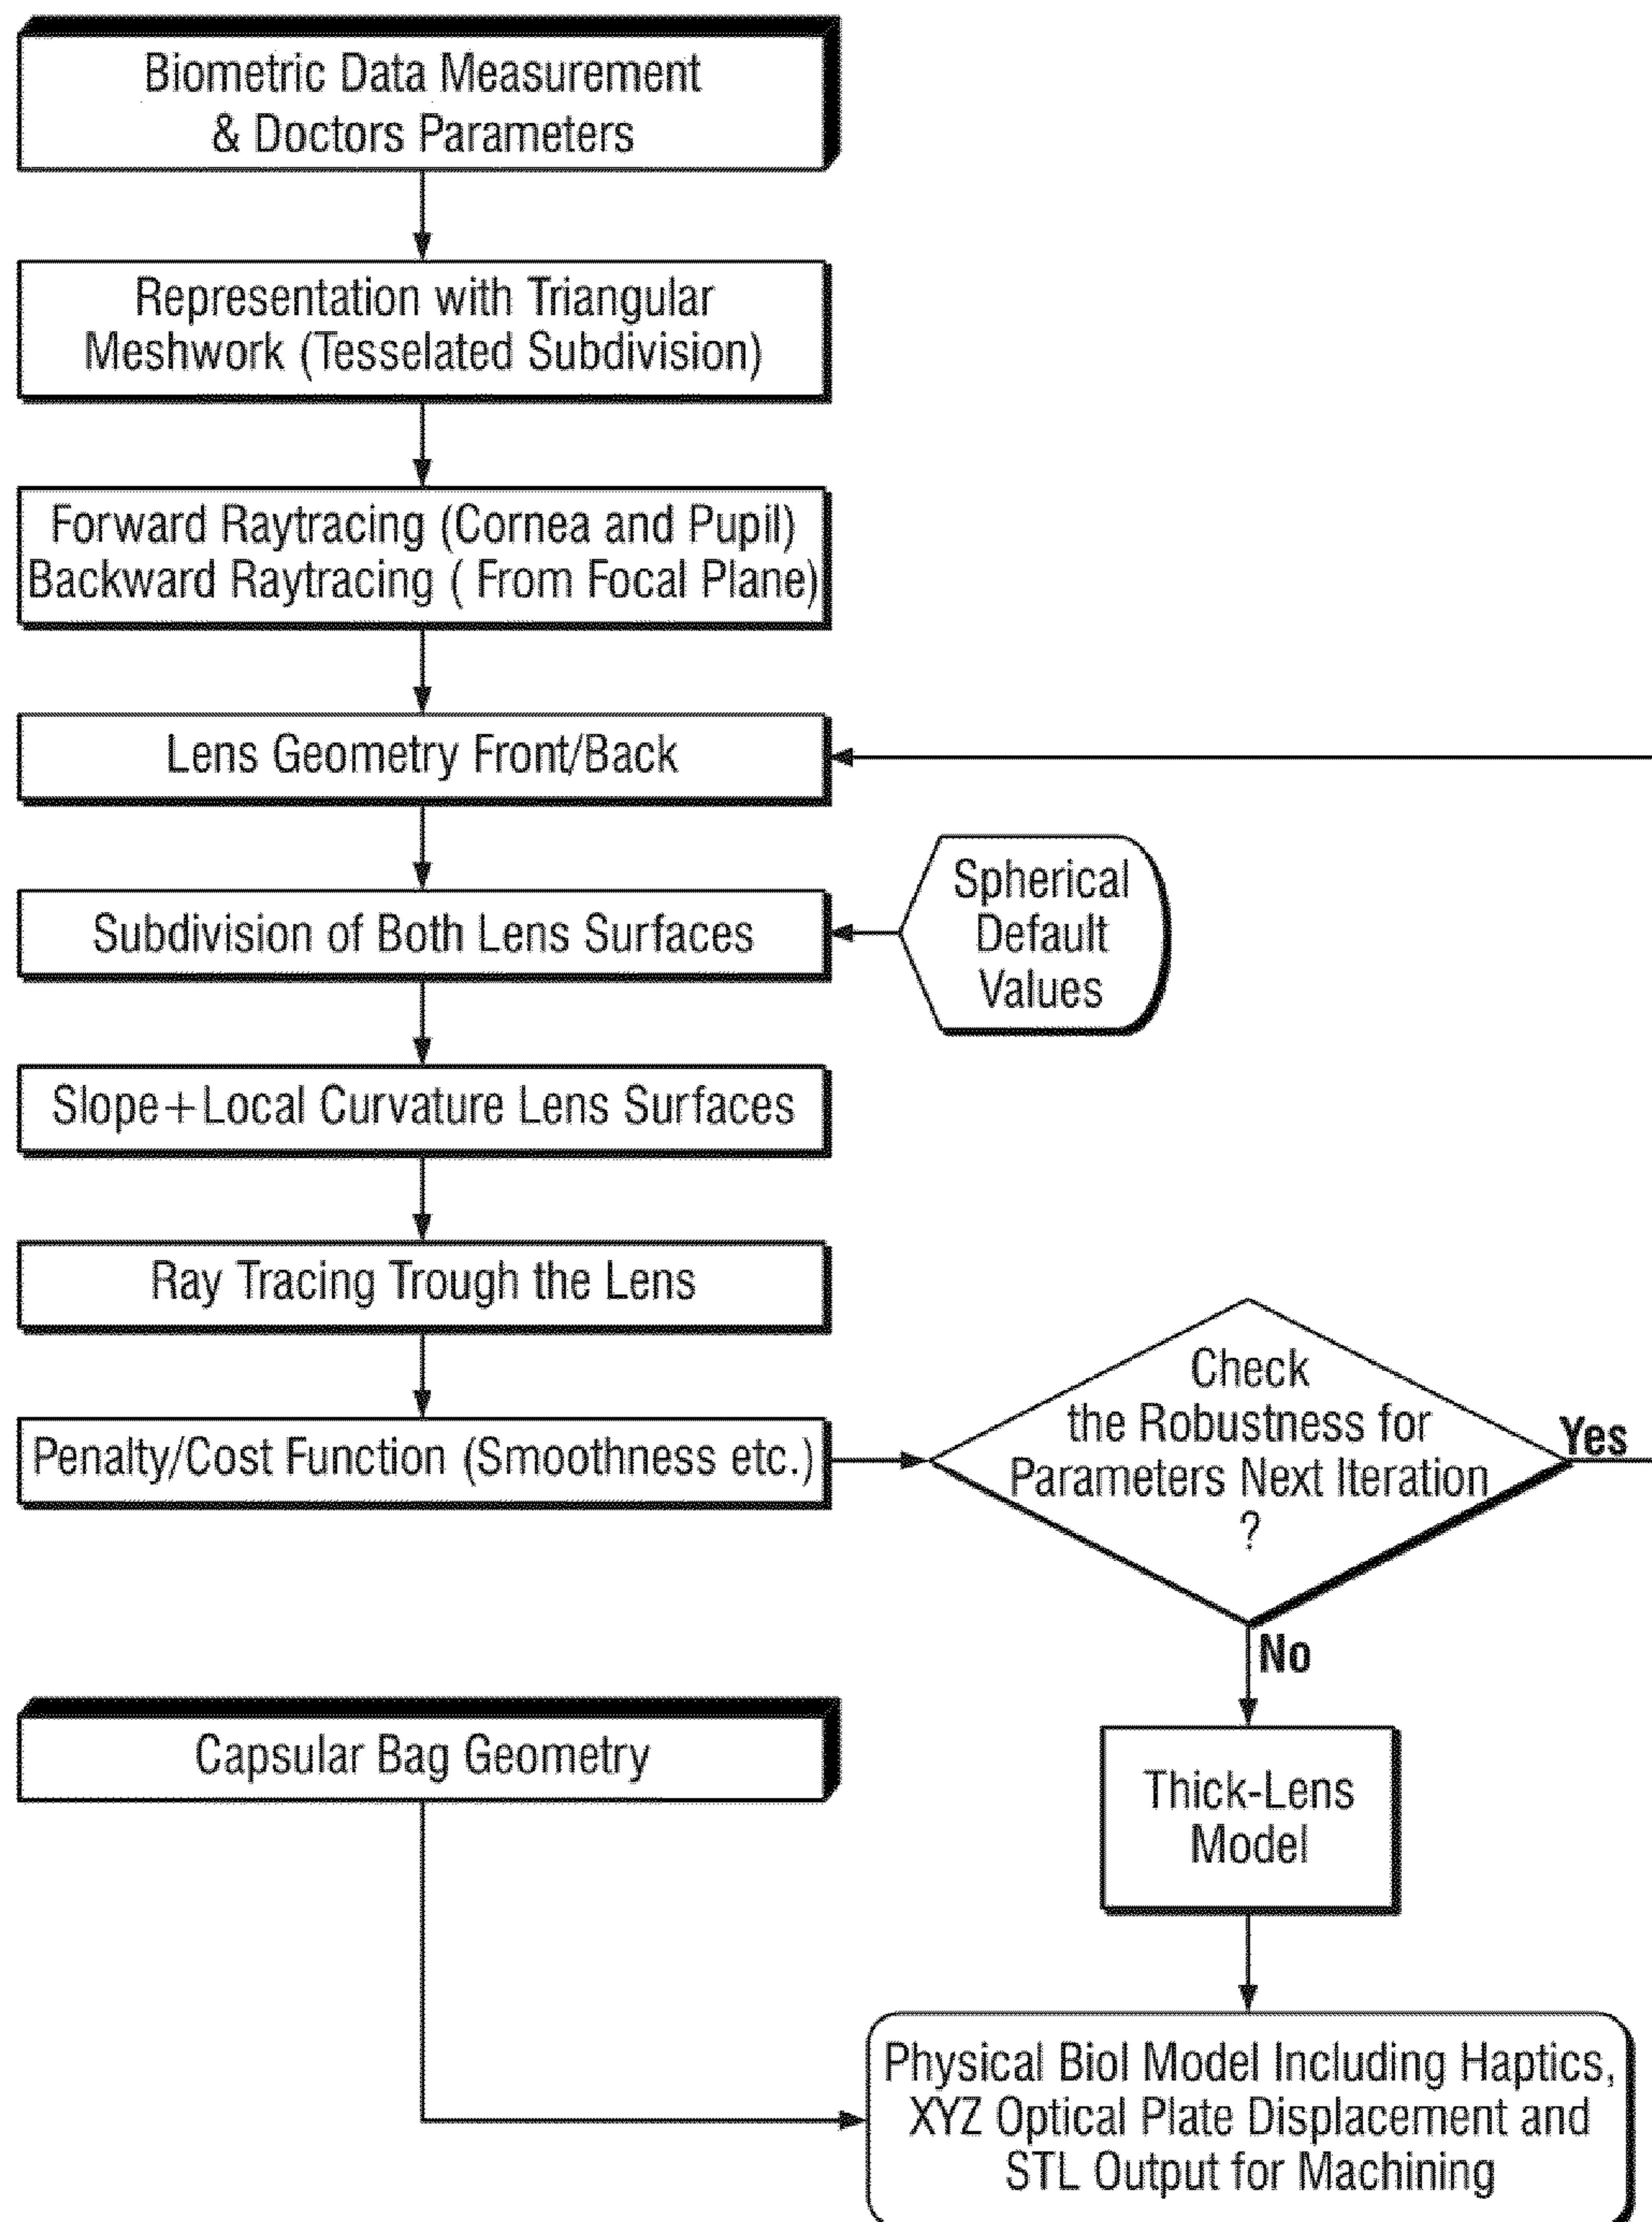 Biometric Data Measurement
& Doctors Parameters
Representation with Triangular
Meshwork (Tesselated Subdivision)
Forward Raytracing (Cornea and Pupil)
Backward Raytracing ( From Focal Plane)
Lens Geometry Front/Back
Spherical
Default
Values
Subdivision of Both Lens Surfaces
Slope+Local Curvature Lens Surfaces
Ray Tracing Trough the Lens
Penalty/Cost Function (Smoothness etc.)
Check
the Robustness for
Parameters Next Iteration
?
Yes
No
Capsular Bag Geometry
Thick-Lens
Model
Physical Biol Model Including Haptics,
XYZ Optical Plate Displacement and
STL Output for Machining